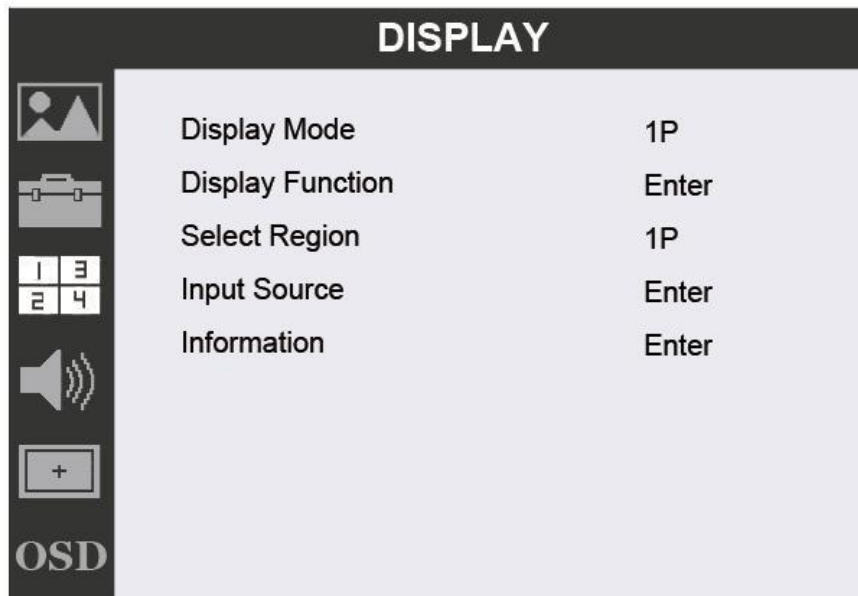 DISPLAY
Display Mode 1P
Display Function Enter
Select Region 1P
Input Source Enter
Information Enter
1 3
2 4
OSD